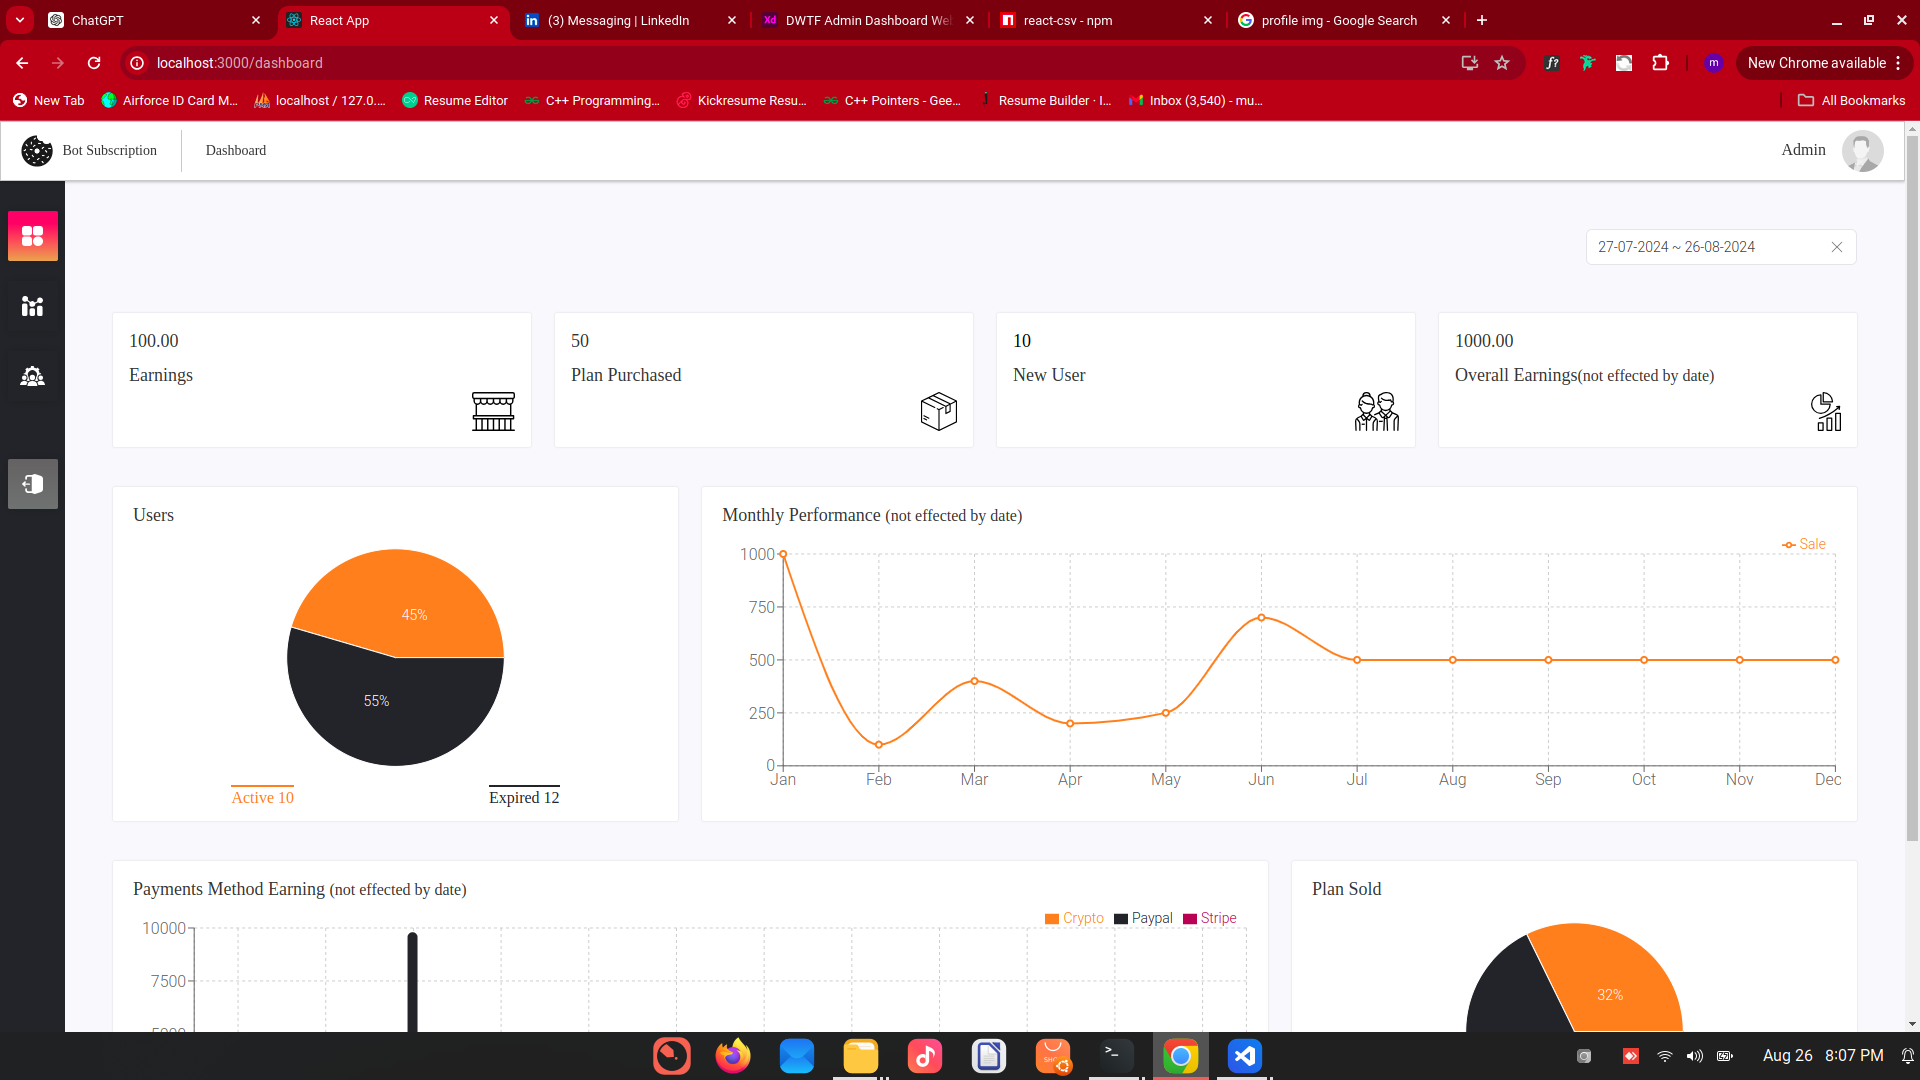 ChatGPT
React App
(3) Messaging | LinkedIn
Xd DWTF Admin Dashboard We
react-csv - npm
profile img - Google Search
localhost:3000/dashboard
f?
m
New Chrome available
New Tab
Airforce ID Card M...
localhost / 127.0....
Resume Editor
C++ Programming...
Kickresume Resu...
C++ Pointers - Gee...
Resume Builder · I...
Inbox (3,540) - mu...
All Bookmarks
Bot Subscription
Dashboard
Admin
27-07-2024 ~ 26-08-2024
100.00
Earnings
50
Plan Purchased
10
New User
1000.00
Overall Earnings(not effected by date)
Users
45%
55%
Active 10
Expired 12
Monthly Performance (not effected by date)
Sale
1000
750
500
250
0
Jan Feb Mar Apr May Jun Jul Aug Sep Oct Nov Dec
Payments Method Earning (not effected by date)
Crypto Paypal Stripe
10000
7500
5000
Plan Sold
32%
Aug 26 8:07 PM